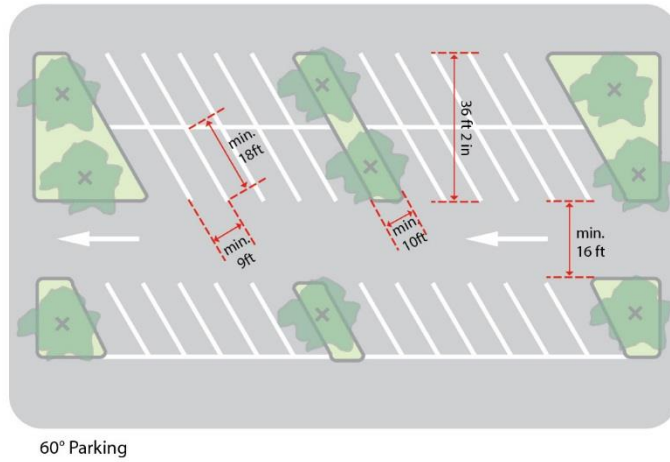 min.
18ft
36 ft 2 in
min.
9ft
min.
10ft
min.
16 ft
60° Parking